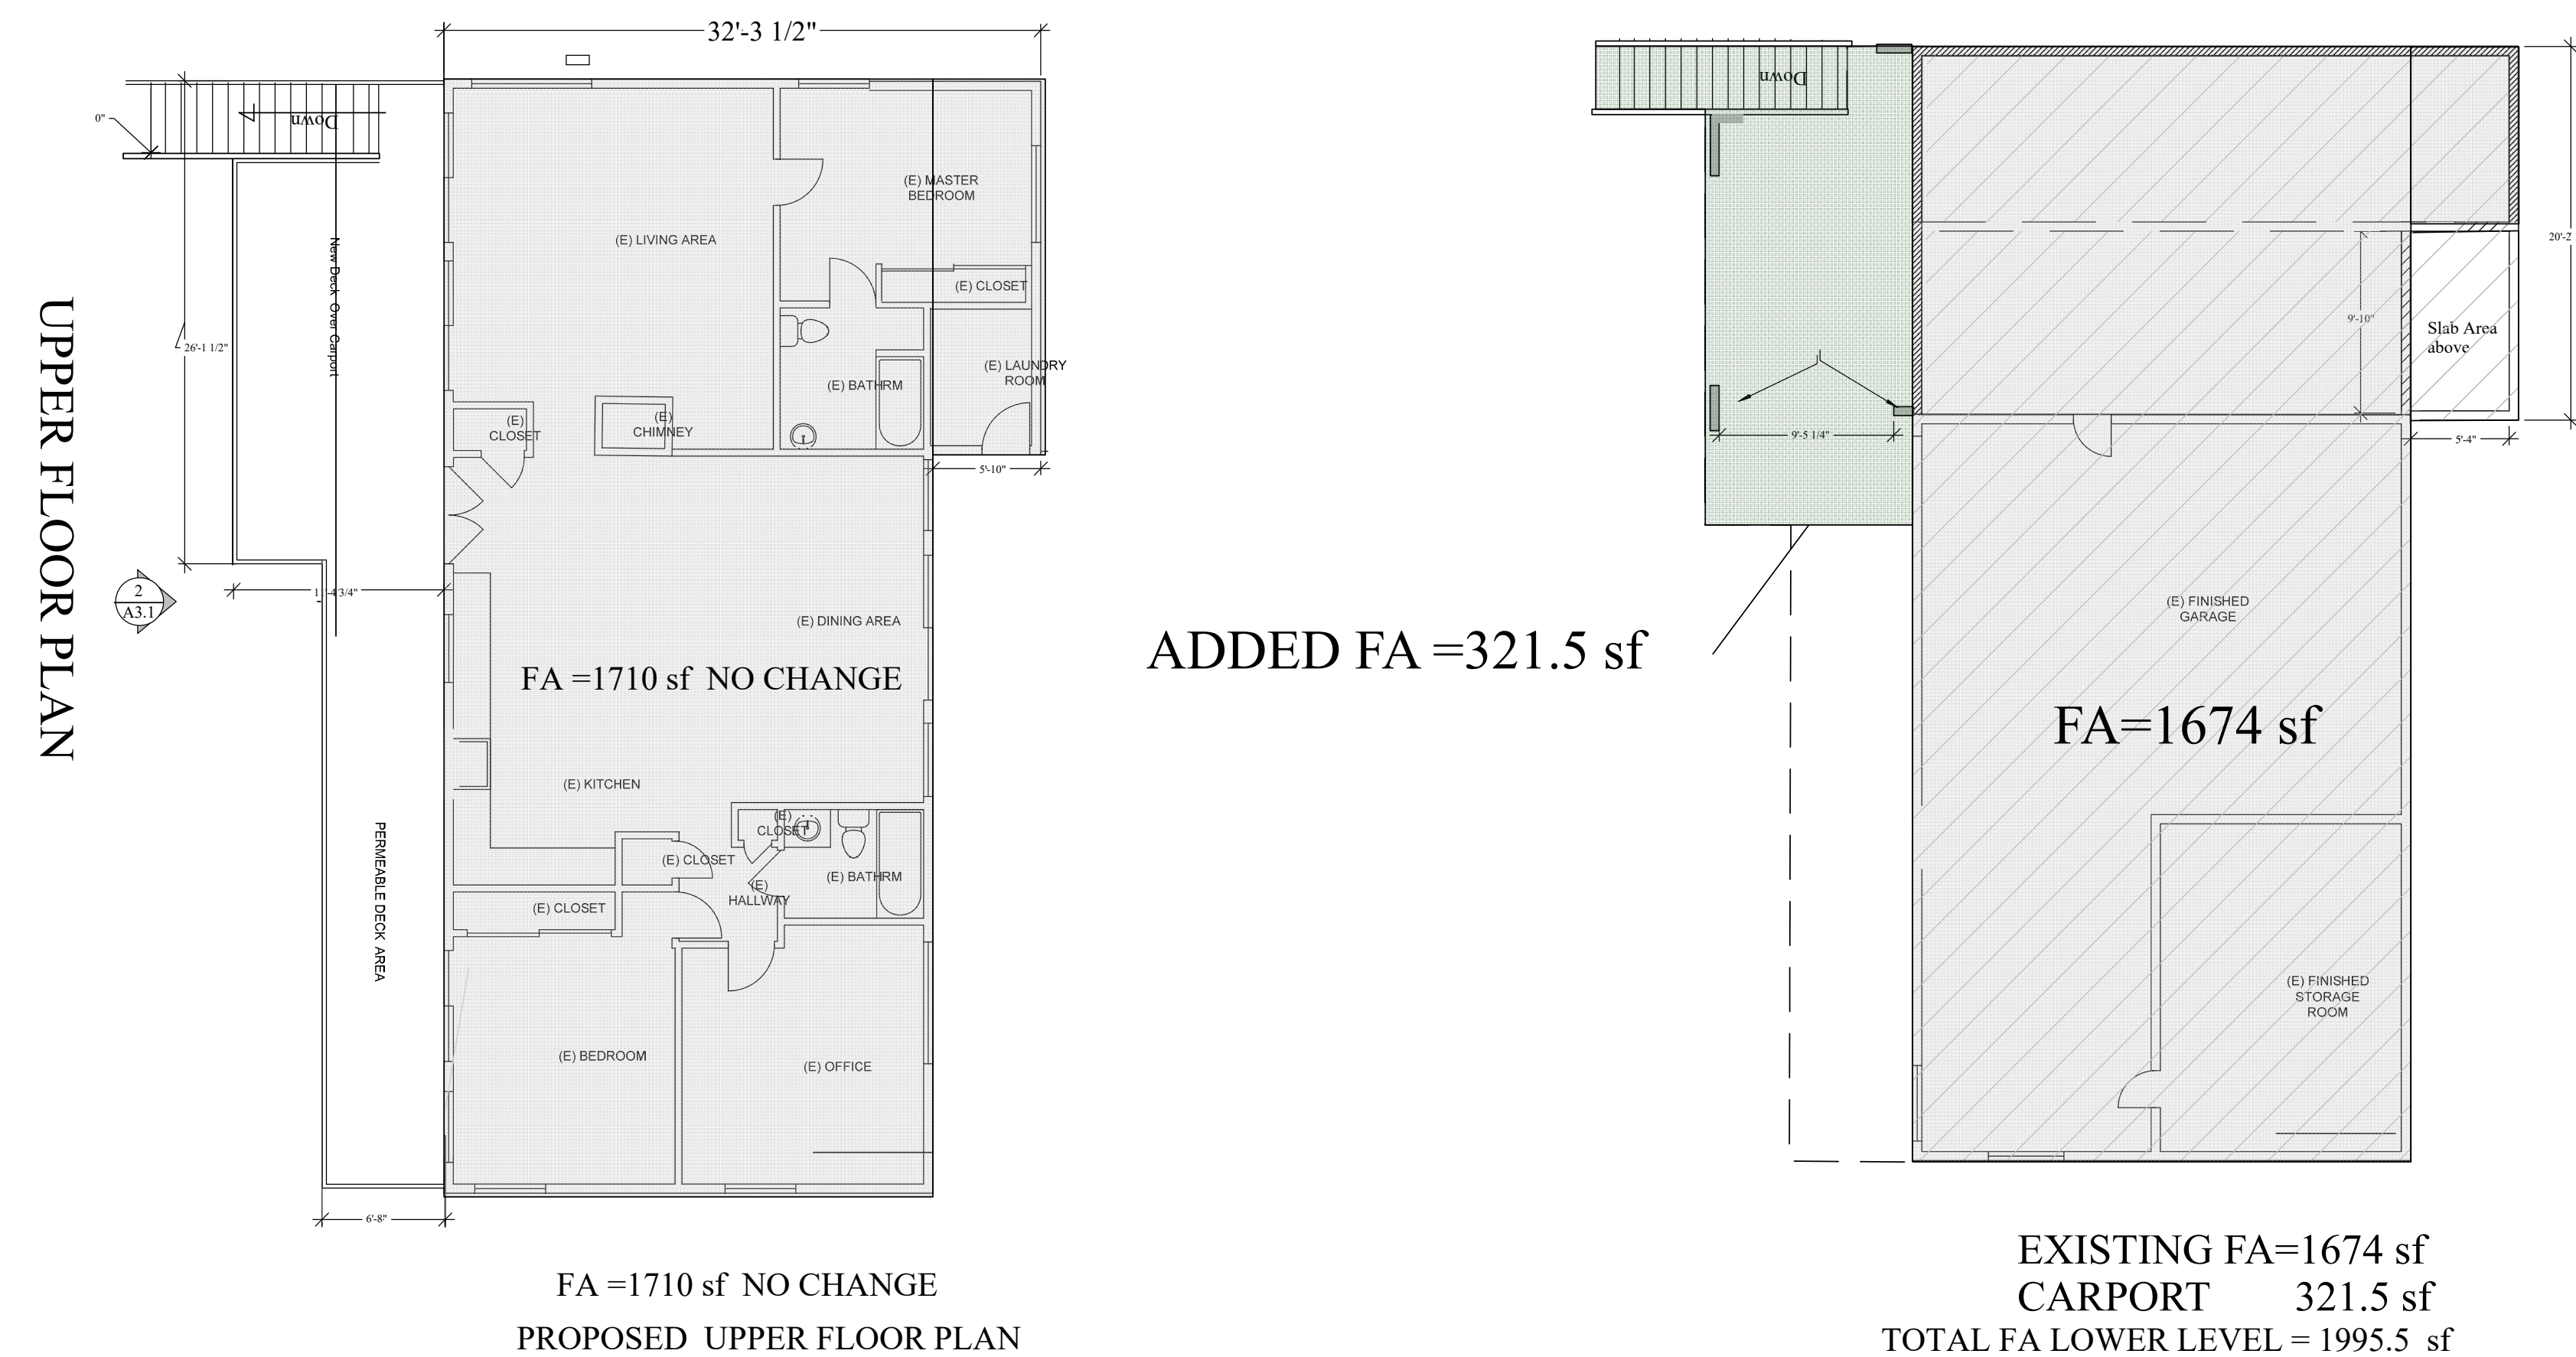 32'-3 1/2"
Down
0"
New Deck Over Carport
26'-1 1/2"
UPPER FLOOR PLAN
2
A3.1
6'-8"
PERMEABLE DECK AREA
(E) LIVING AREA
(E) MASTER
BEDROOM
(E) CLOSET
(E) LAUNDRY
ROOM
(E) BATHRM
(E)
CLOSET
(E)
CHIMNEY
5'-10"
(E) DINING AREA
FA =1710 sf NO CHANGE
(E) KITCHEN
(E)
CLOSET
(E) CLOSET
(E) BATHRM
(E)
HALLWAY
(E) CLOSET
(E) BEDROOM
(E) OFFICE
FA =1710 sf NO CHANGE
PROPOSED UPPER FLOOR PLAN
Down
20'-2
9'-10"
Slab Area
above
9'-5 1/4"
5'-4"
ADDED FA =321.5 sf
(E) FINISHED
GARAGE
FA=1674 sf
(E) FINISHED
STORAGE
ROOM
EXISTING FA=1674 sf
CARPORT 321.5 sf
TOTAL FA LOWER LEVEL = 1995.5 sf